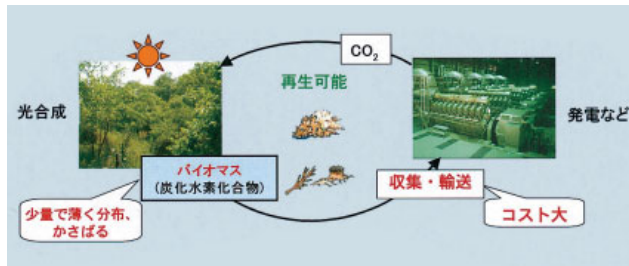 CO₂
再生可能
光合成
発電など
バイオマス
(炭化水素化合物)
収集・輸送
少量で薄く分布、
かさばる
コスト大